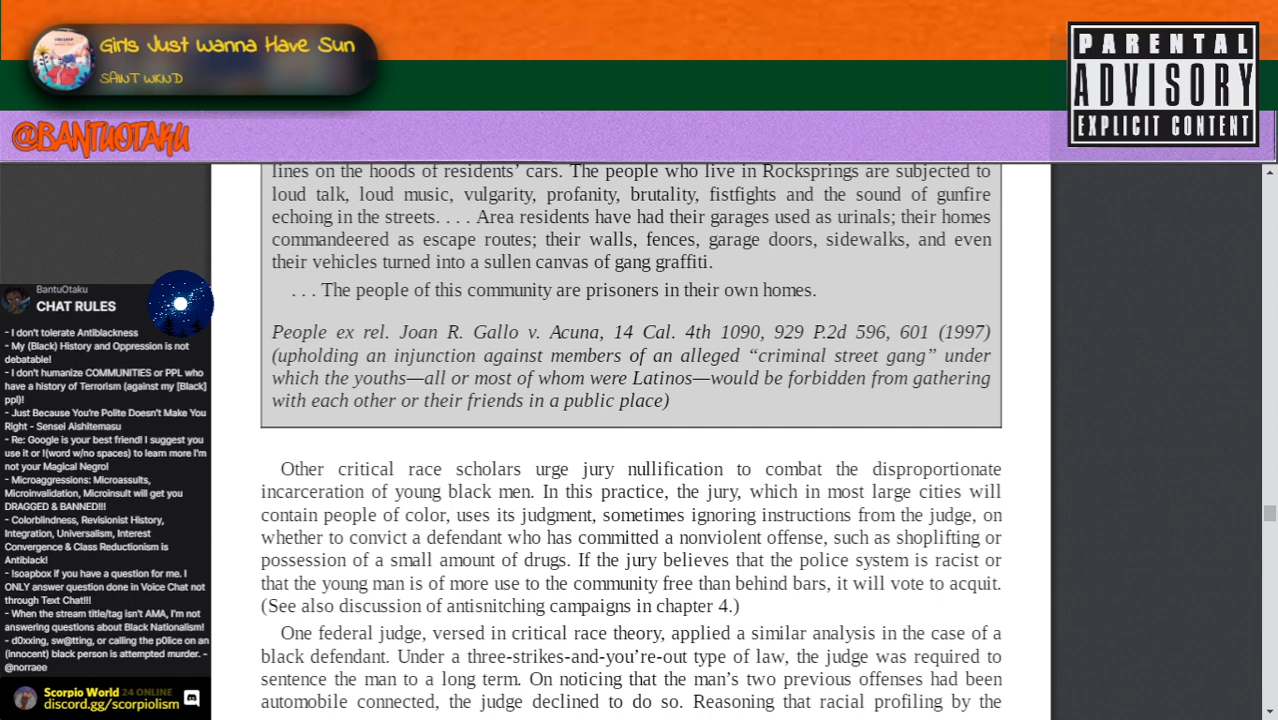 Girls Just Wanna Have Sun
SAINT WKND
PARENTAL
ADVISORY
EXPLICIT CONTENT
@BANTUOTAKU
lines on the hoods of residents’ cars. The people who live in Rocksprings are subjected to
loud talk, loud music, vulgarity, profanity, brutality, fistfights and the sound of gunfire
echoing in the streets. . . . Area residents have had their garages used as urinals; their homes
commandeered as escape routes; their walls, fences, garage doors, sidewalks, and even
their vehicles turned into a sullen canvas of gang graffiti.
. . . The people of this community are prisoners in their own homes.
People ex rel. Joan R. Gallo v. Acuna, 14 Cal. 4th 1090, 929 P.2d 596, 601 (1997)
(upholding an injunction against members of an alleged “criminal street gang” under
which the youths—all or most of whom were Latinos—would be forbidden from gathering
with each other or their friends in a public place)
Other critical race scholars urge jury nullification to combat the disproportionate
incarceration of young black men. In this practice, the jury, which in most large cities will
contain people of color, uses its judgment, sometimes ignoring instructions from the judge, on
whether to convict a defendant who has committed a nonviolent offense, such as shoplifting or
possession of a small amount of drugs. If the jury believes that the police system is racist or
that the young man is of more use to the community free than behind bars, it will vote to acquit.
(See also discussion of antisnitching campaigns in chapter 4.)
One federal judge, versed in critical race theory, applied a similar analysis in the case of a
black defendant. Under a three-strikes-and-you’re-out type of law, the judge was required to
sentence the man to a long term. On noticing that the man’s two previous offenses had been
automobile connected, the judge declined to do so. Reasoning that racial profiling by the
BantuOtaku
CHAT RULES
- I don't tolerate Antiblackness
- My (Black) History and Oppression is not
debatable!
- I don't humanize COMMUNITIES or PPL who
have a history of Terrorism (against my [Black]
ppl)!
- Just Because You're Polite Doesn't Make You
Right - Sensei Aishitemasu
- Re: Google is your best friend! I suggest you
use it or !(word w/no spaces) to learn more I'm
not your Magical Negro!
- Microaggressions: Microassults,
Microinvalidation, Microinsult will get you
DRAGGED & BANNED!!!
- Colorblindness, Revisionist History,
Integration, Universalism, Interest
Convergence & Class Reductionism is
Antiblack!
- !soapbox if you have a question for me. I
ONLY answer question done in Voice Chat not
through Text Chat!!!
- When the stream title/tag isn't AMA, I'm not
answering questions about Black Nationalism!
- d0xxing, sw@tting, or calling the p0lice on an
(innocent) black person is attempted murder. -
@norraee
Scorpio World 24 ONLINE
discord.gg/scorpiolism